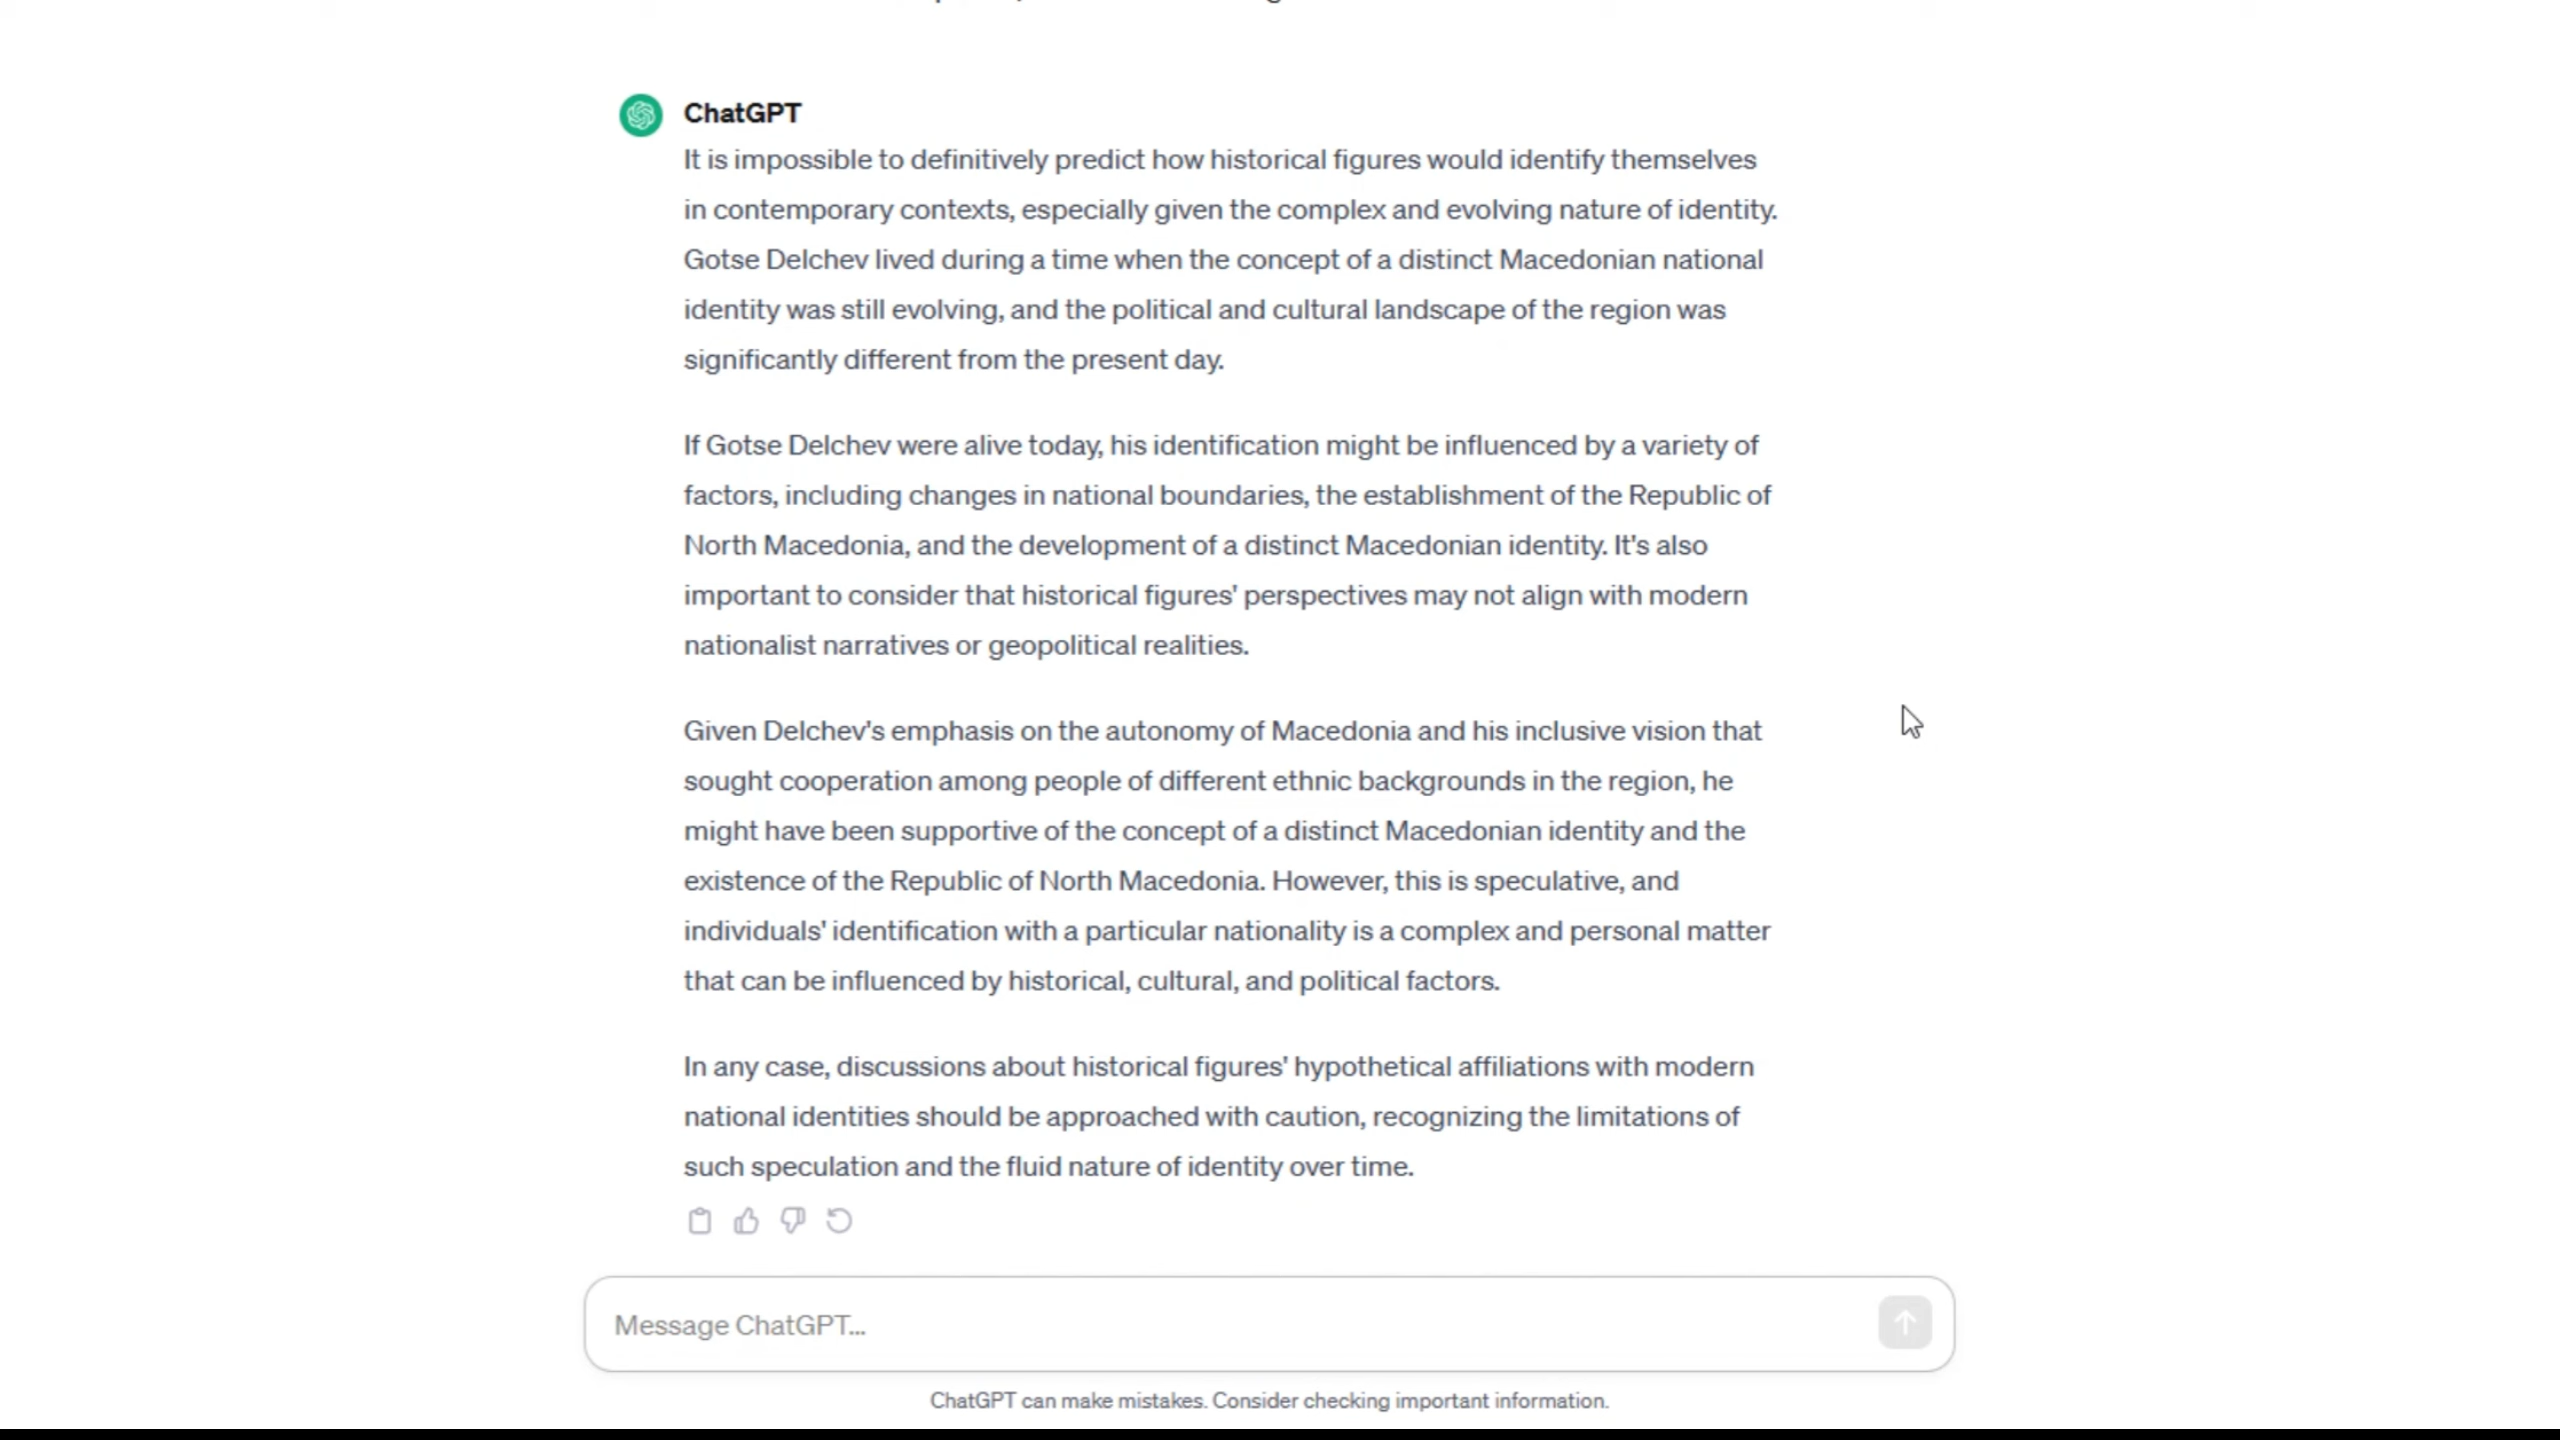 ChatGPT
It is impossible to definitively predict how historical figures would identify themselves
in contemporary contexts, especially given the complex and evolving nature of identity.
Gotse Delchev lived during a time when the concept of a distinct Macedonian national
identity was still evolving, and the political and cultural landscape of the region was
significantly different from the present day.
If Gotse Delchev were alive today, his identification might be influenced by a variety of
factors, including changes in national boundaries, the establishment of the Republic of
North Macedonia, and the development of a distinct Macedonian identity. It's also
important to consider that historical figures' perspectives may not align with modern
nationalist narratives or geopolitical realities.
Given Delchev's emphasis on the autonomy of Macedonia and his inclusive vision that
sought cooperation among people of different ethnic backgrounds in the region, he
might have been supportive of the concept of a distinct Macedonian identity and the
existence of the Republic of North Macedonia. However, this is speculative, and
individuals' identification with a particular nationality is a complex and personal matter
that can be influenced by historical, cultural, and political factors.
In any case, discussions about historical figures' hypothetical affiliations with modern
national identities should be approached with caution, recognizing the limitations of
such speculation and the fluid nature of identity over time.
Message ChatGPT...
ChatGPT can make mistakes. Consider checking important information.